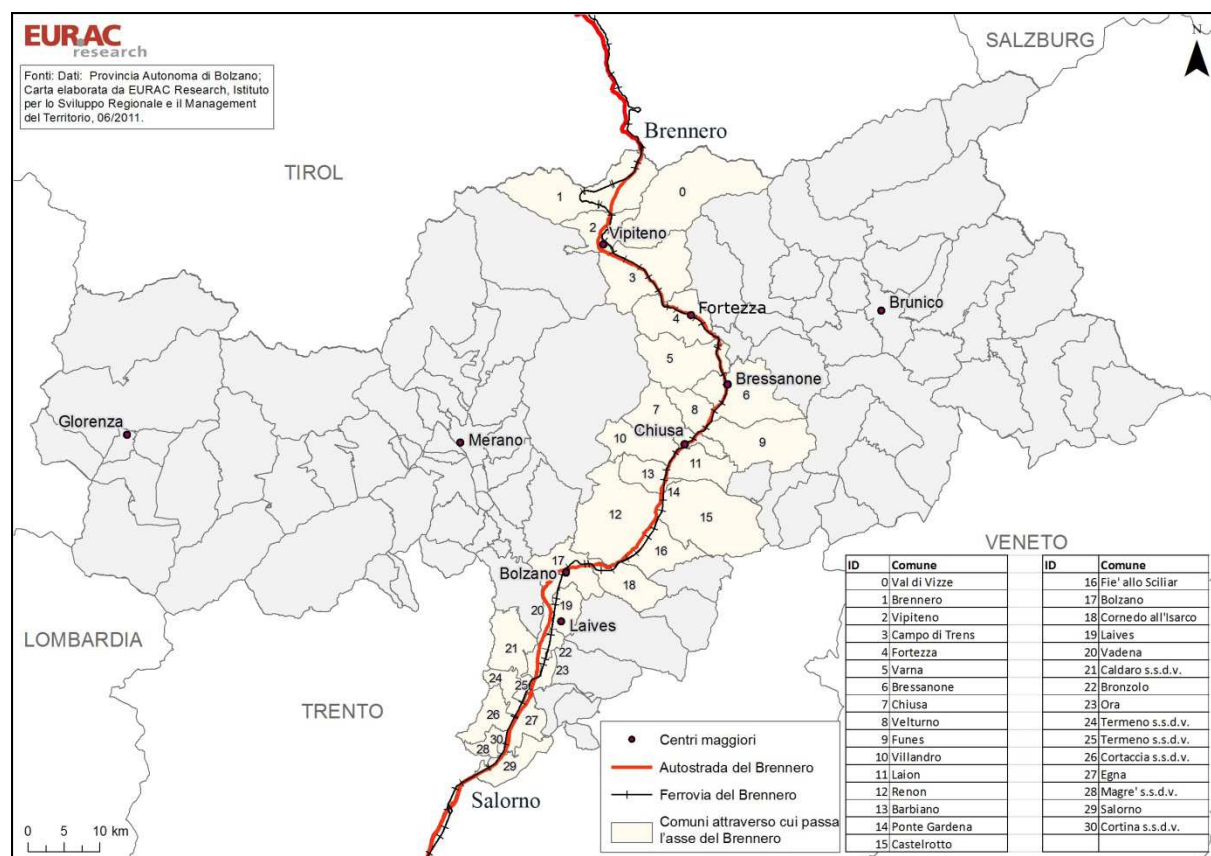 EURAC
research
Fonti: Dati: Provincia Autonoma di Bolzano;
Carta elaborata da EURAC Research, Istituto
per lo Sviluppo Regionale e il Management
del Territorio, 06/2011.
SALZBURG
N
Brennero
TIROL
0
1
2
Vipiteno
3
Fortezza
4
Brunico
5
Bressanone
6
7
8
Glorenza
Merano
Chiusa
10
9
11
13
14
12
15
16
VENETO
17
Bolzano
18
20
19
Laives
LOMBARDIA
21
22
23
24
25
TRENTO
26
27
30
28
29
Salorno
Centri maggiori
Autostrada del Brennero
Ferrovia del Brennero
Comuni attraverso cui passa
l'asse del Brennero
0 5 10 km
ID Comune ID Comune
0 Val di Vizze 16 Fie' allo Sciliar
1 Brennero 17 Bolzano
2 Vipiteno 18 Cornedo all'Isarco
3 Campo di Trens 19 Laives
4 Fortezza 20 Vadena
5 Varna 21 Caldaro s.s.d.v.
6 Bressanone 22 Bronzolo
7 Chiusa 23 Ora
8 Velturno 24 Termeno s.s.d.v.
9 Funes 25 Termeno s.s.d.v.
10 Villandro 26 Cortaccia s.s.d.v.
11 Laion 27 Egna
12 Renon 28 Magre' s.s.d.v.
13 Barbiano 29 Salorno
14 Ponte Gardena 30 Cortina s.s.d.v.
15 Castelrotto